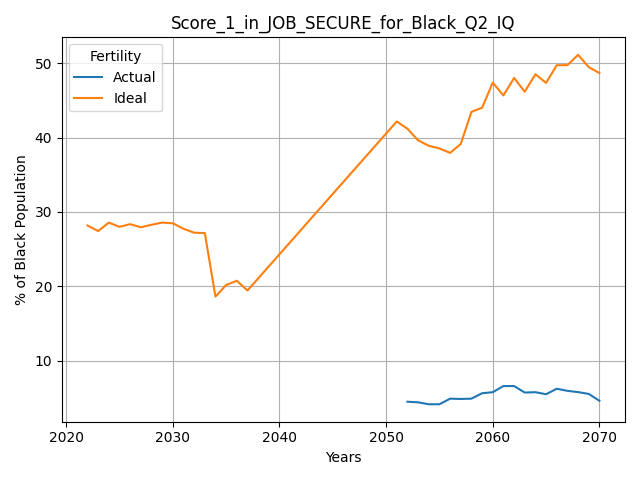 Score_1_in_JOB_SECURE_for_Black_Q2_IQ
Fertility
Actual
Ideal
% of Black Population
50
40
30
20
10
2020 2030 2040 2050 2060 2070
Years